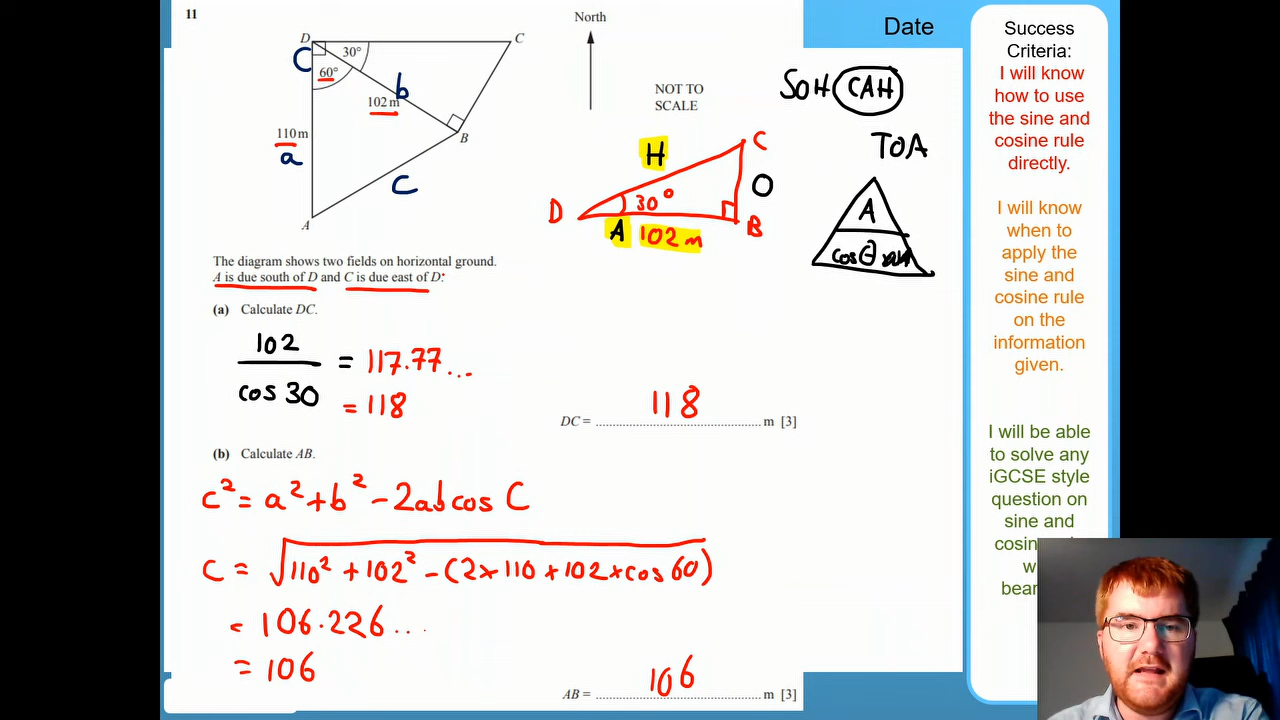 11
North
Date
D
C
C
30°
60°
b
102 m
NOT TO
SCALE
SOH CAH
TOA
110 m
a
B
C
A
H
C
D
30°
O
A
102 m
B
A
cosθ
The diagram shows two fields on horizontal ground.
A is due south of D and C is due east of D.
(a) Calculate DC.
102
cos 30
= 117.77...
= 118
118
DC = ............ m [3]
(b) Calculate AB.
c² = a² + b² - 2ab cos C
c = √110² + 102² - (2 × 110 × 102 × cos 60)
= 106.226...
= 106
106
AB = ............ m [3]
Success
Criteria:
I will know
how to use
the sine and
cosine rule
directly.
I will know
when to
apply the
sine and
cosine rule
on the
information
given.
I will be able
to solve any
iGCSE style
question on
sine and